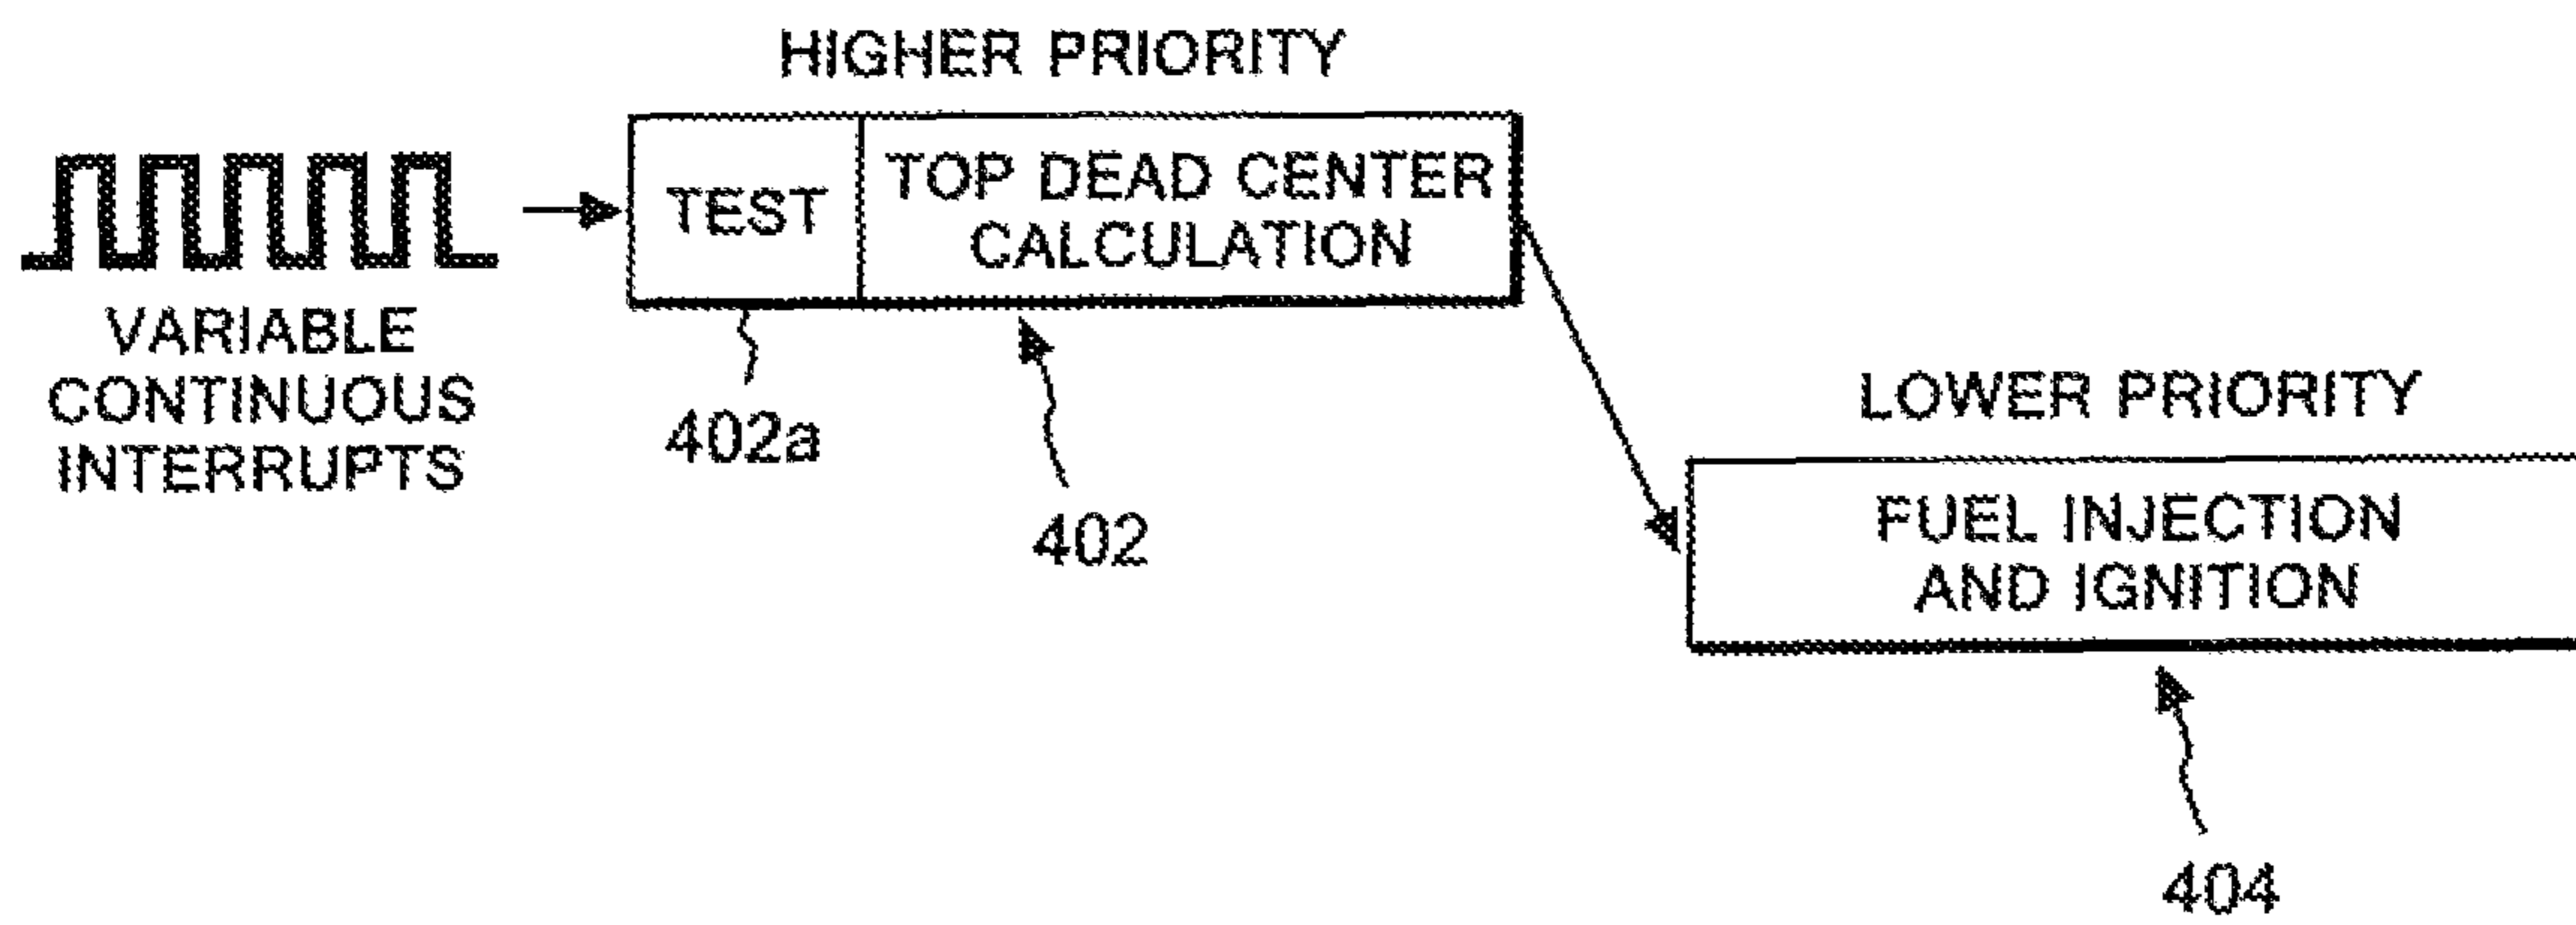 HIGHER PRIORITY
TEST
TOP DEAD CENTER
CALCULATION
VARIABLE
CONTINUOUS
INTERRUPTS
402a
402
LOWER PRIORITY
FUEL INJECTION
AND IGNITION
404